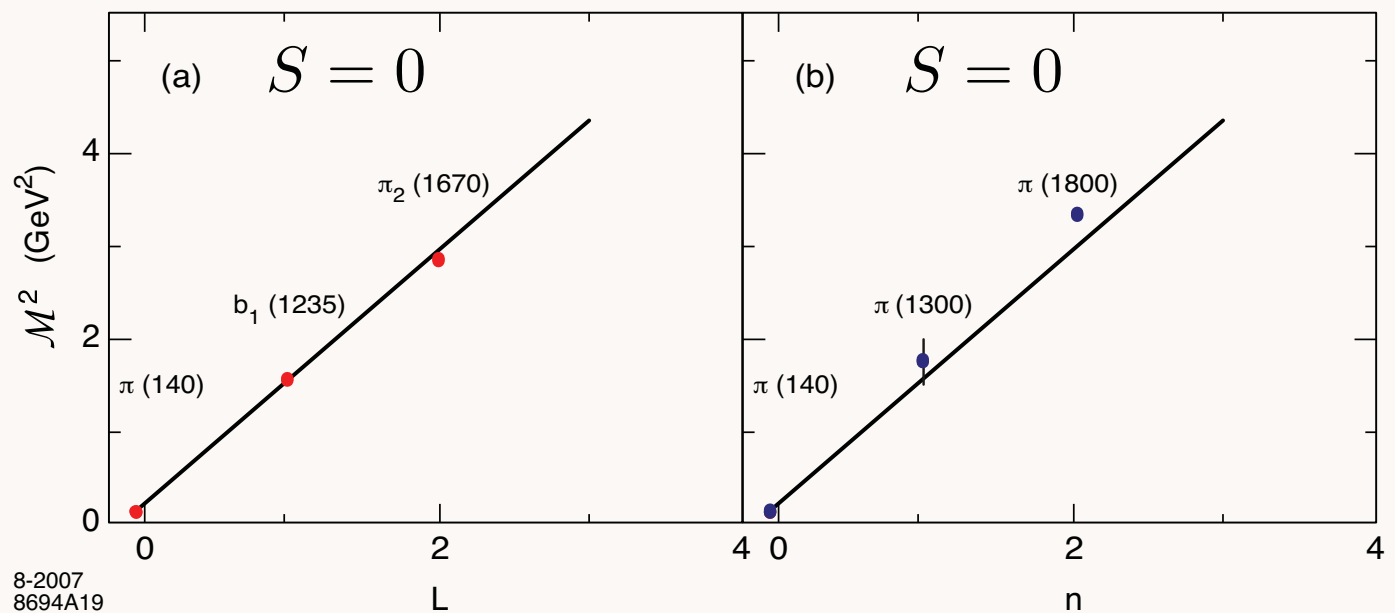 (a) S = 0
(b) S = 0
4
π₂ (1670)
π (1800)
ℳ² (GeV²)
b₁ (1235)
π (1300)
2
π (140)
π (140)
0
0 2 4 0 2 4
L
n
8-2007
8694A19